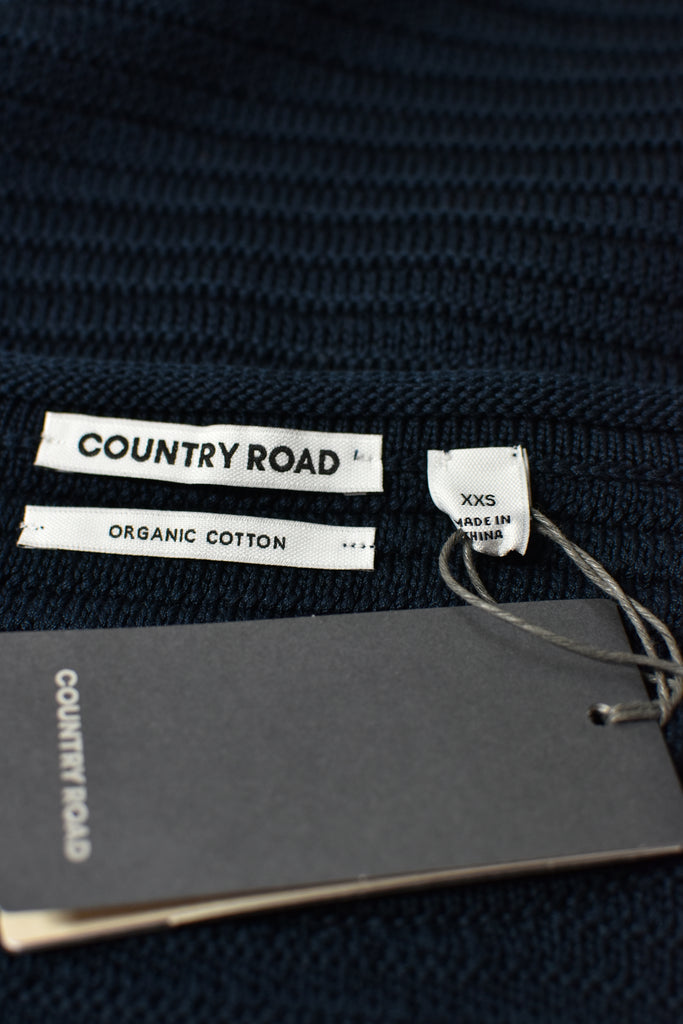 COUNTRY ROAD
ORGANIC COTTON
XXS
MADE IN
CHINA
COUNTRY ROAD